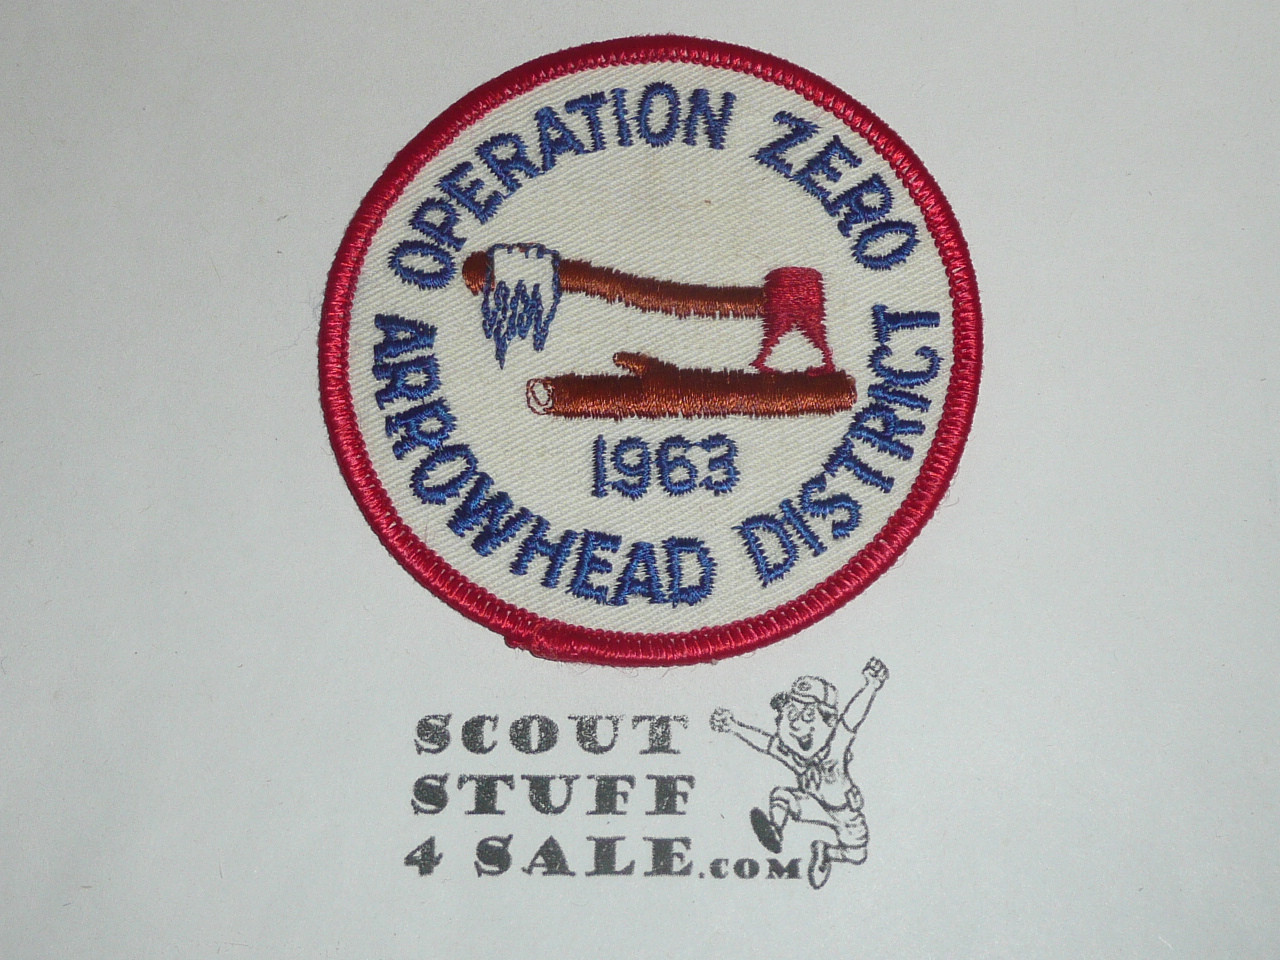 OPERATION ZERO
1963
ARROWHEAD DISTRICT
SCOUT
STUFF
4 SALE.COM